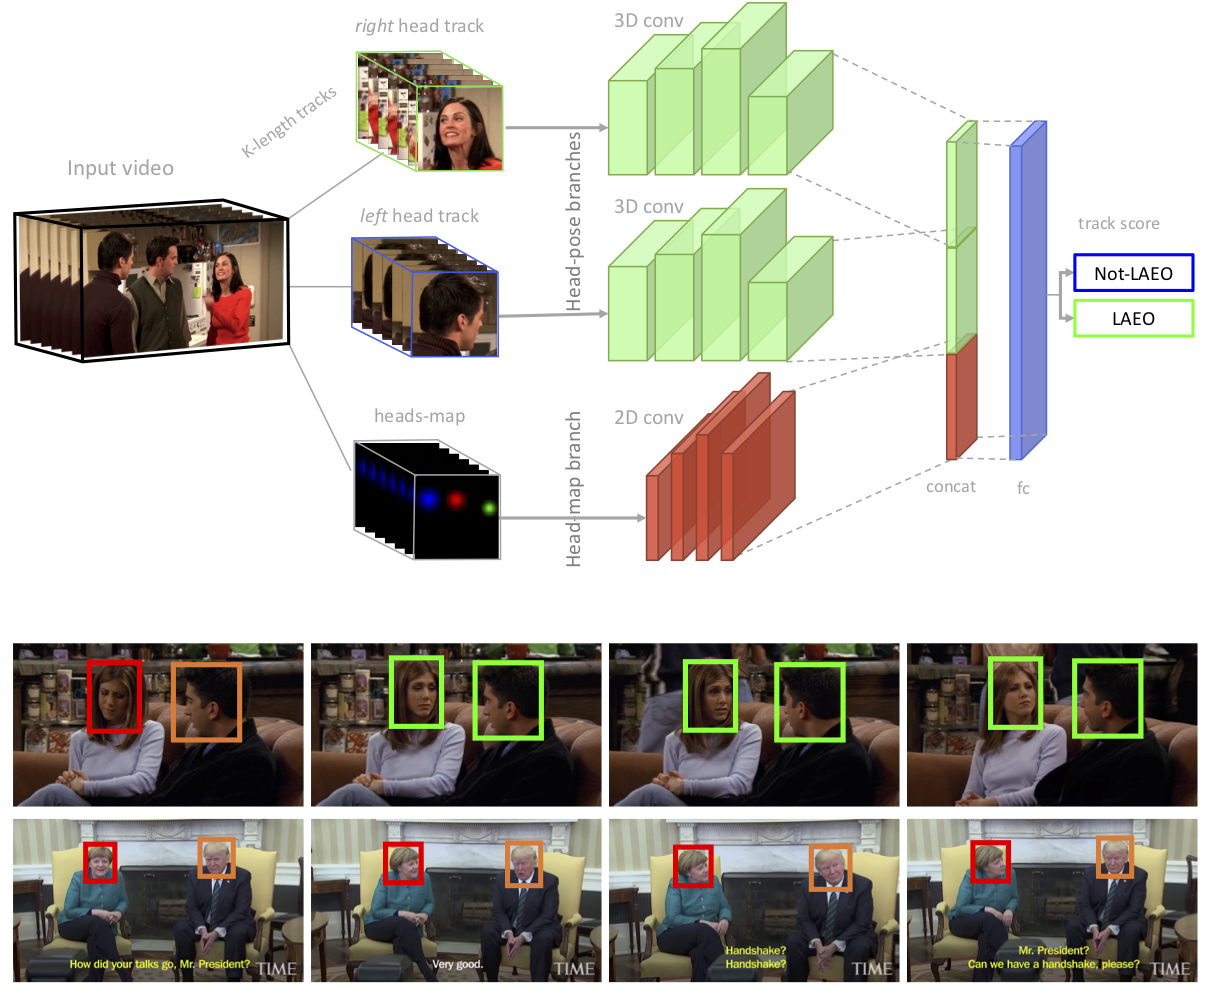 right head track
3D conv
K-length tracks
Input video
left head track
3D conv
Head-pose branches
track score
Not-LAEO
LAEO
heads-map
2D conv
Head-map branch
concat
fc
How did your talks go, Mr. President?
TIME
Very good.
TIME
Handshake?
Handshake?
TIME
Mr. President?
Can we have a handshake, please?
TIME